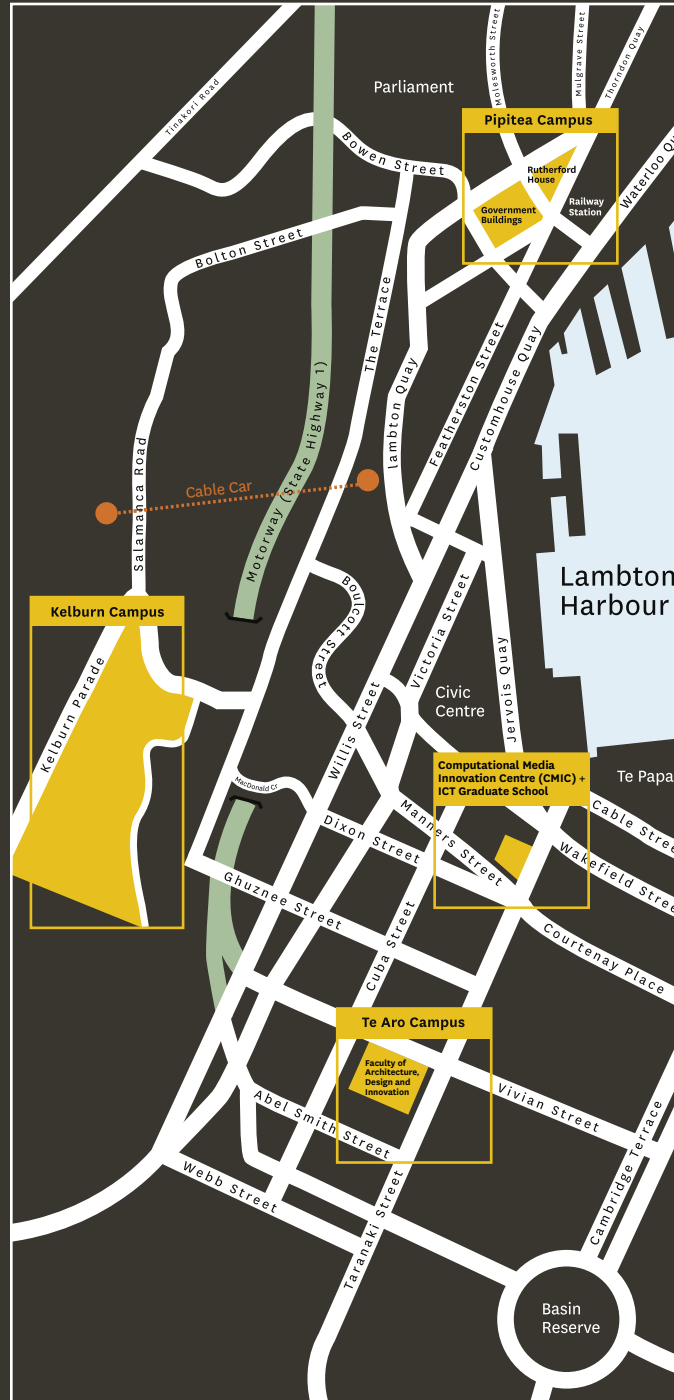 Molesworth Street
Mulgrave Street
Thorndon Quay
Tinakori Road
Parliament
Pipitea Campus
Bowen Street
Rutherford
House
Waterloo Qu
Government
Buildings
Railway
Station
Bolton Street
The Terrace
Motorway (State Highway 1)
lambton Quay
Featherston Street
Customhouse Quay
Salamanca Road
Cable Car
Lambton
Harbour
Kelburn Campus
Boulcott Street
Victoria Street
Kelburn Parade
Civic
Centre
Jervois Quay
Willis Street
Computational Media
Innovation Centre (CMIC) +
ICT Graduate School
Te Papa
MacDonald Cr
Dixon Street
Manners Street
Cable Stree
Wakefield Stree
Ghuznee Street
Cuba Street
Courtenay Place
Te Aro Campus
Faculty of
Architecture,
Design and
Innovation
Vivian Street
Abel Smith Street
Webb Street
Taranaki Street
Cambridge Terrace
Basin
Reserve